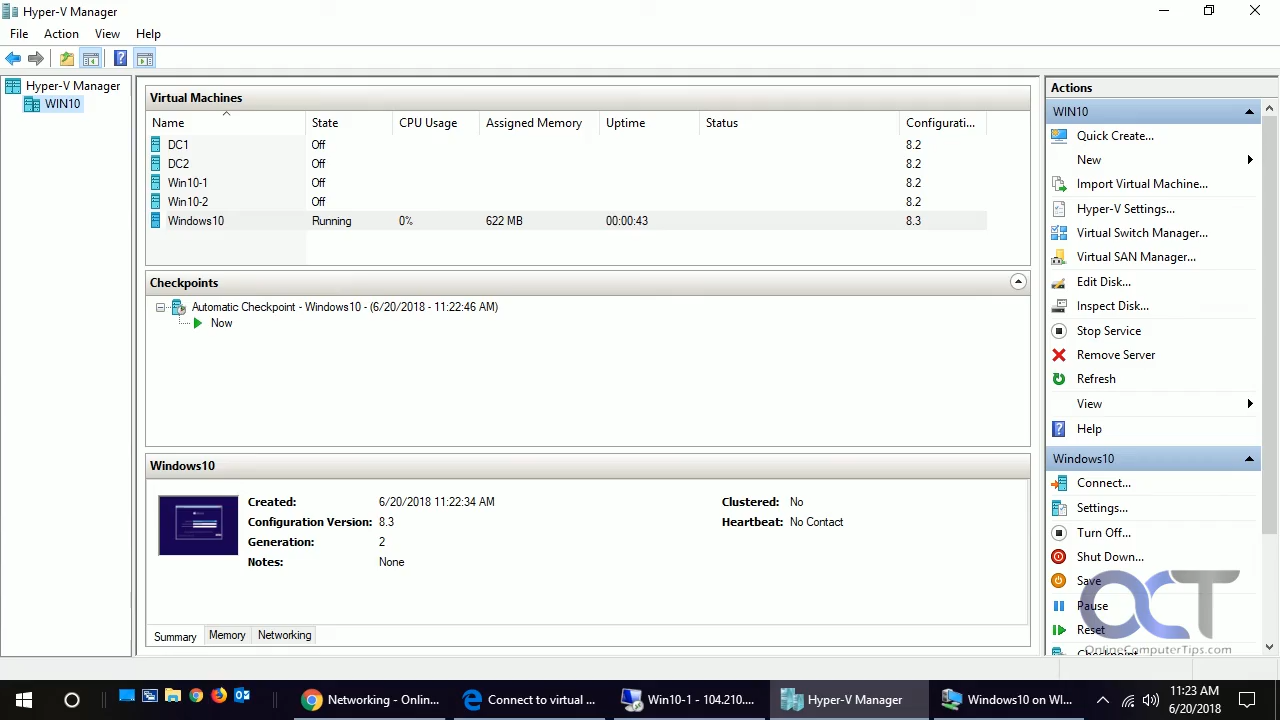 Hyper-V Manager
File Action View Help
Hyper-V Manager
WIN10
Virtual Machines
Name State CPU Usage Assigned Memory Uptime Status Configurati...
DC1 Off 8.2
DC2 Off 8.2
Win10-1 Off 8.2
Win10-2 Off 8.2
Windows10 Running 0% 622 MB 00:00:43 8.3
Checkpoints
Automatic Checkpoint - Windows10 - (6/20/2018 - 11:22:46 AM)
Now
Windows10
Created: 6/20/2018 11:22:34 AM Clustered: No
Configuration Version: 8.3 Heartbeat: No Contact
Generation: 2
Notes: None
Summary Memory Networking
Actions
WIN10
Quick Create...
New
Import Virtual Machine...
Hyper-V Settings...
Virtual Switch Manager...
Virtual SAN Manager...
Edit Disk...
Inspect Disk...
Stop Service
Remove Server
Refresh
View
Help
Windows10
Connect...
Settings...
Turn Off...
Shut Down...
Save
Pause
Reset
Checkpoint
OCT
OnlineComputerTips.com
Networking - Onlin... Connect to virtual ... Win10-1 - 104.210.... Hyper-V Manager Windows10 on WI...
11:23 AM
6/20/2018